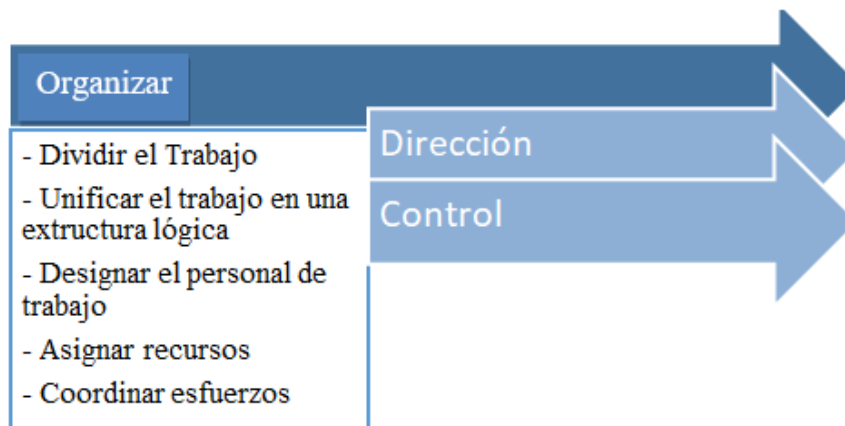 Organizar
- Dividir el Trabajo
- Unificar el trabajo en una
extructura lógica
- Designar el personal de
trabajo
- Asignar recursos
- Coordinar esfuerzos
Dirección
Control